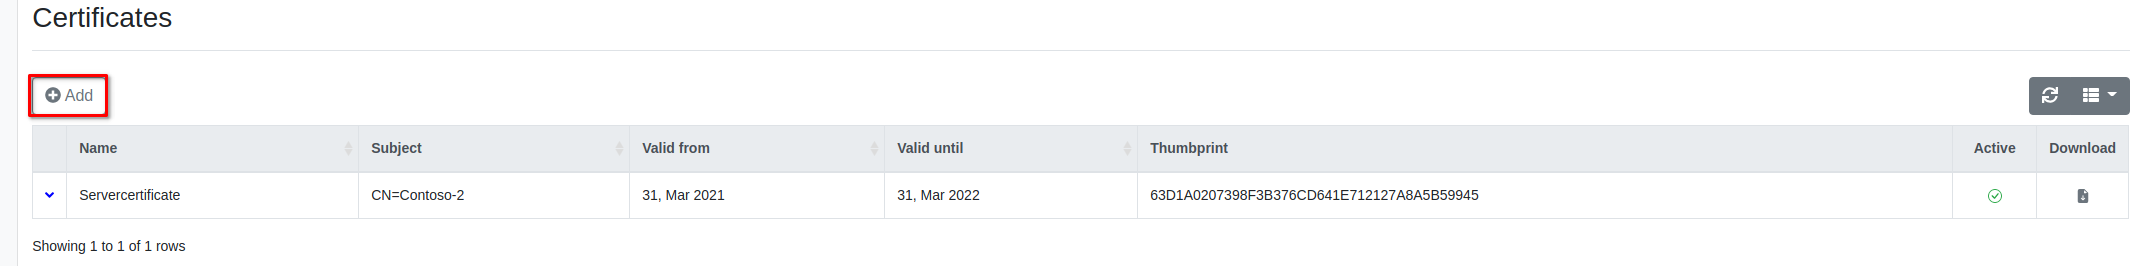 Certificates
Add
Name Subject Valid from Valid until Thumbprint Active Download
Servercertificate CN=Contoso-2 31, Mar 2021 31, Mar 2022 63D1A0207398F3B376CD641E712127A8A5B59945
Showing 1 to 1 of 1 rows